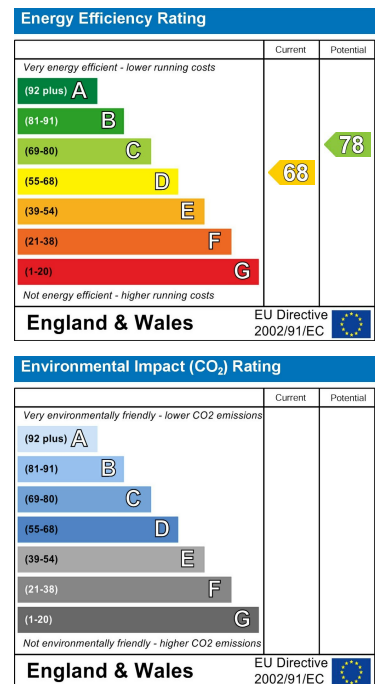 Energy Efficiency Rating
Current Potential
Very energy efficient - lower running costs
(92 plus) A
(81-91) B
(69-80) C
(55-68) D
(39-54) E
(21-38) F
(1-20) G
68
78
Not energy efficient - higher running costs
England & Wales
EU Directive
2002/91/EC
Environmental Impact (CO₂) Rating
Current Potential
Very environmentally friendly - lower CO2 emissions
(92 plus) A
(81-91) B
(69-80) C
(55-68) D
(39-54) E
(21-38) F
(1-20) G
Not environmentally friendly - higher CO2 emissions
England & Wales
EU Directive
2002/91/EC